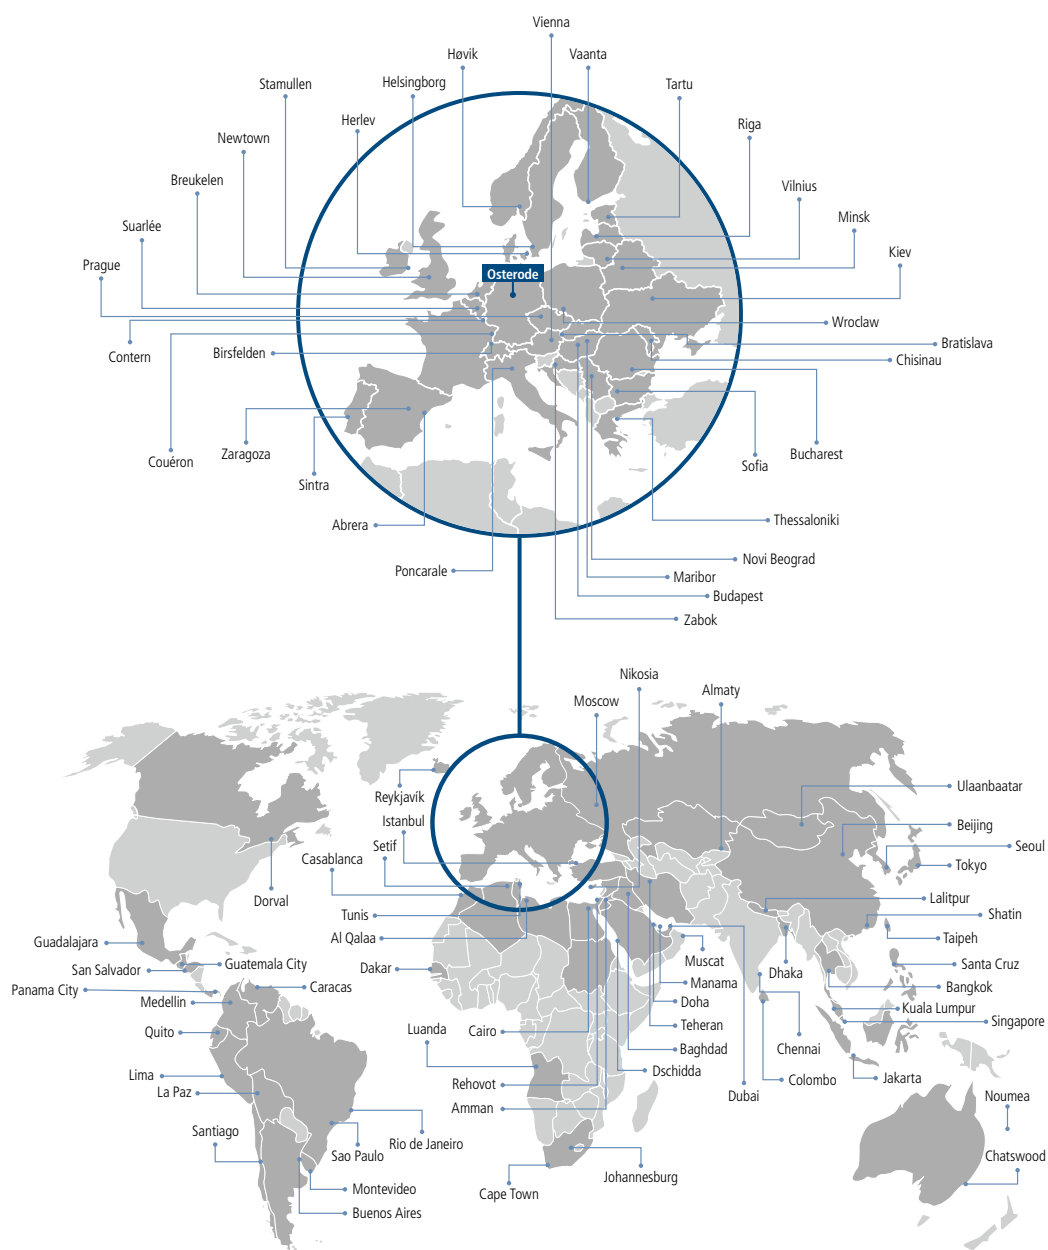 Vienna
Høvik
Vaanta
Stamullen
Helsingborg
Tartu
Herlev
Riga
Newtown
Breukelen
Vilnius
Suarlée
Minsk
Prague
Kiev
Osterode
Wroclaw
Contern
Birsfelden
Bratislava
Chisinau
Couéron
Zaragoza
Sofia
Bucharest
Sintra
Abrera
Thessaloniki
Poncarale
Novi Beograd
Maribor
Budapest
Zabok
Nikosia
Moscow
Almaty
Reykjavík
Ulaanbaatar
Istanbul
Beijing
Setif
Seoul
Casablanca
Tokyo
Dorval
Lalitpur
Tunis
Shatin
Guadalajara
Al Qalaa
Taipeh
San Salvador
Guatemala City
Dakar
Muscat
Dhaka
Santa Cruz
Panama City
Caracas
Manama
Bangkok
Medellin
Doha
Kuala Lumpur
Quito
Luanda
Cairo
Teheran
Singapore
Baghdad
Chennai
Lima
Dschidda
La Paz
Rehovot
Colombo
Jakarta
Amman
Dubai
Noumea
Santiago
Rio de Janeiro
Sao Paulo
Chatswood
Johannesburg
Montevideo
Cape Town
Buenos Aires